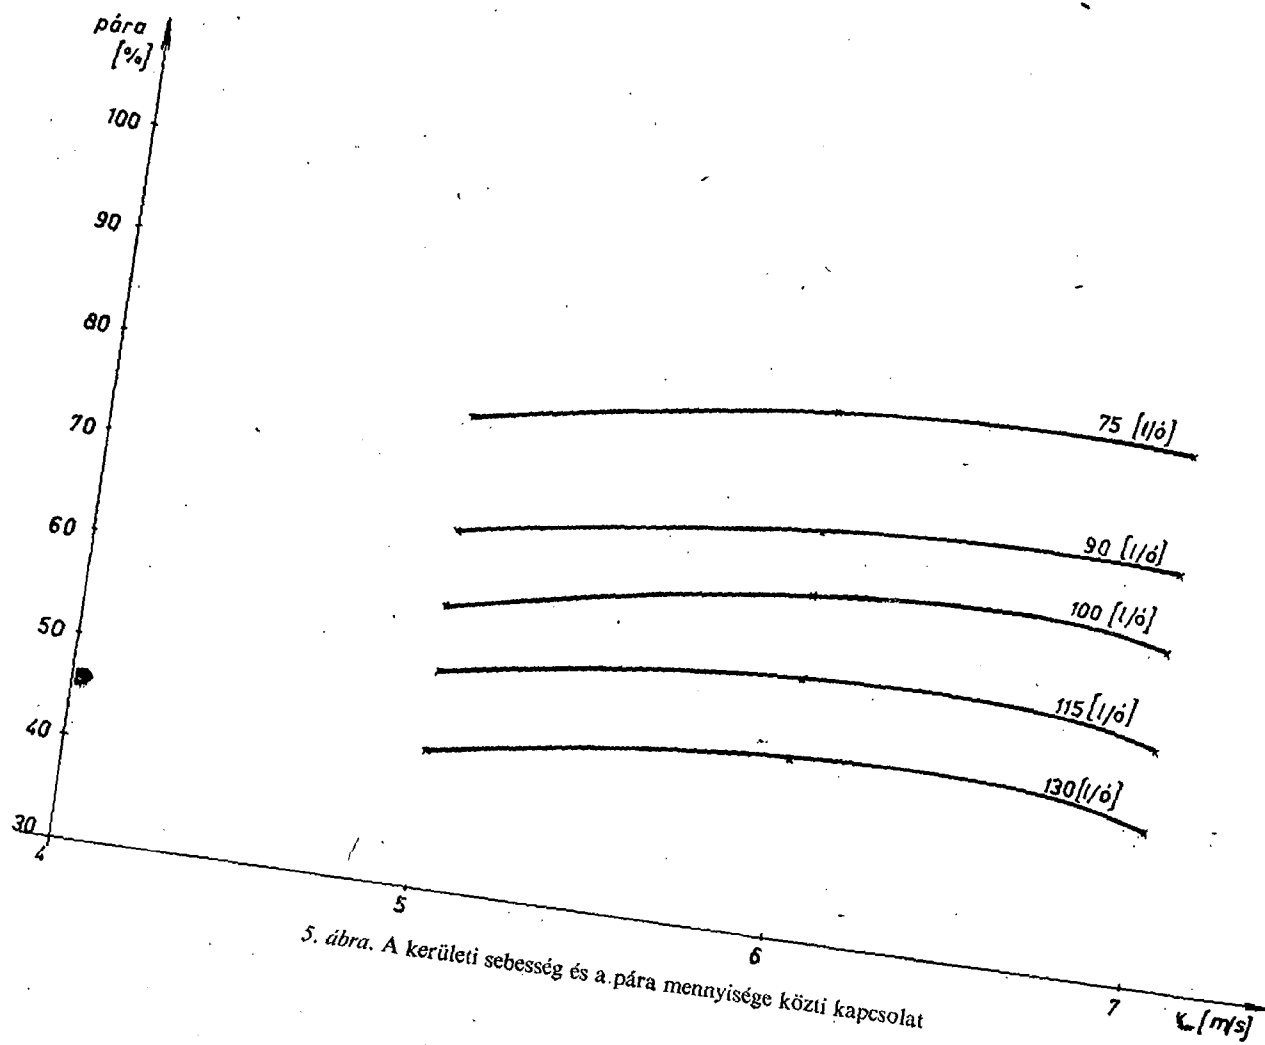 pára
[%]
100
90
80
70
60
50
40
30
4
5
6
7
[m/s]
75 [l/ó]
90 [l/ó]
100 [l/ó]
115 [l/ó]
130 [l/ó]
5. ábra. A kerületi sebesség és a pára mennyisége közti kapcsolat